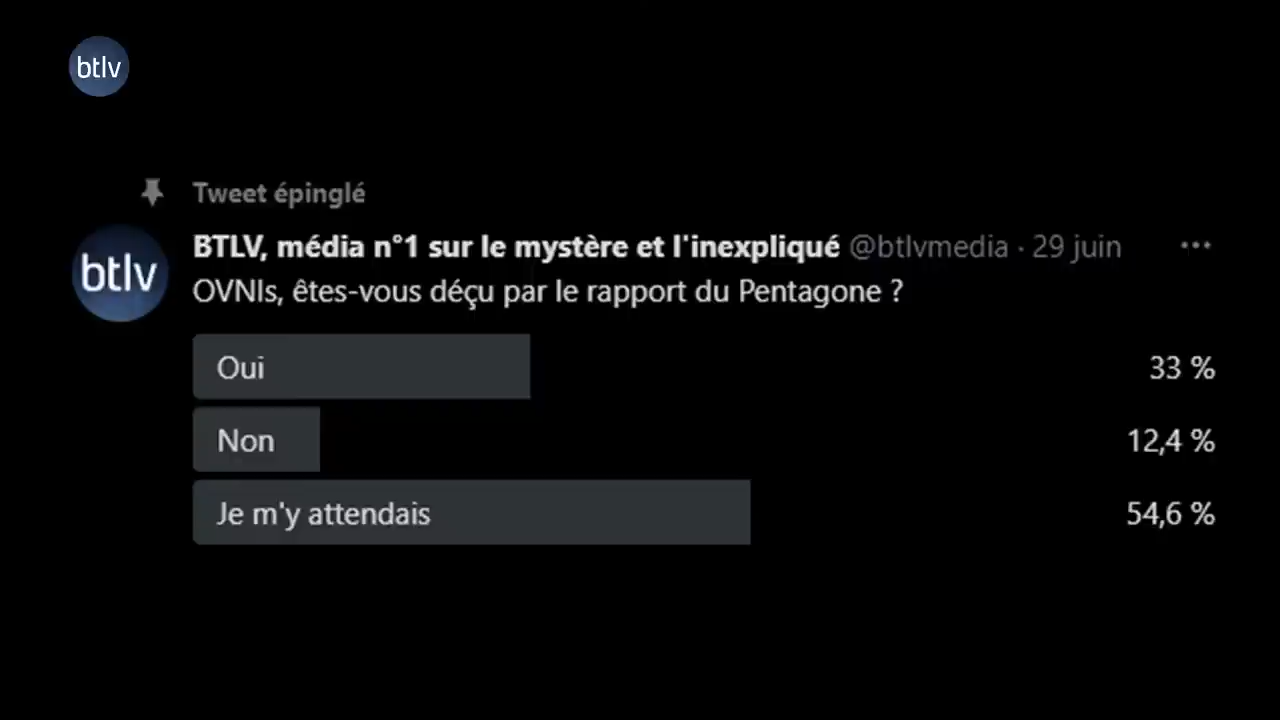 btlv
Tweet épinglé
btlv
BTLV, média n°1 sur le mystère et l'inexpliqué @btlvmedia · 29 juin ...
OVNIs, êtes-vous déçu par le rapport du Pentagone ?
Oui 33 %
Non 12,4 %
Je m'y attendais 54,6 %